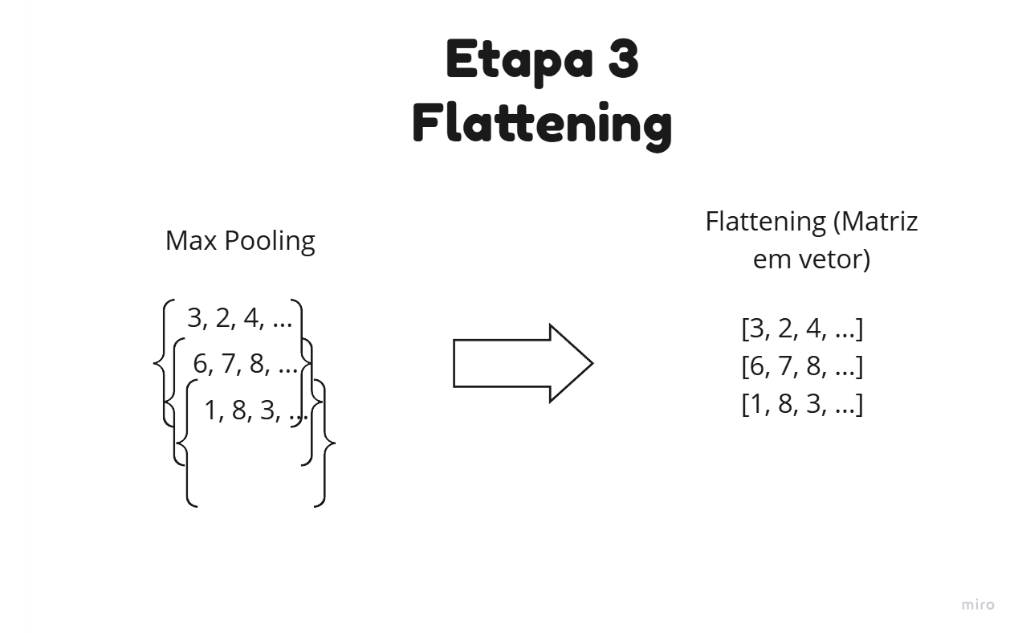 Etapa 3
Flattening
Max Pooling
3, 2, 4, ...
6, 7, 8, ...
1, 8, 3, ...
Flattening (Matriz
em vetor)
[3, 2, 4, ...]
[6, 7, 8, ...]
[1, 8, 3, ...]
miro